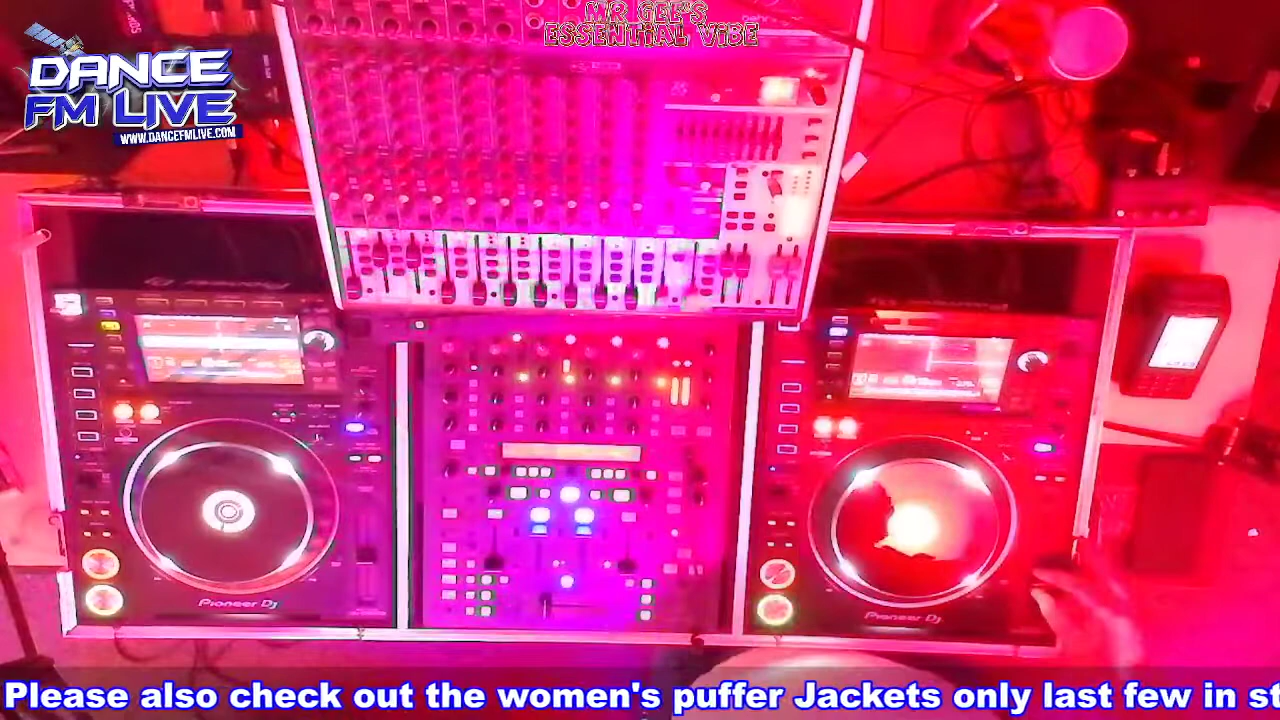 MR GEE'S
ESSENTIAL VIBE
DANCE
FM LIVE
WWW.DANCEFMLIVE.COM
Pioneer DJ
Pioneer DJ
Please also check out the women's puffer Jackets only last few in st